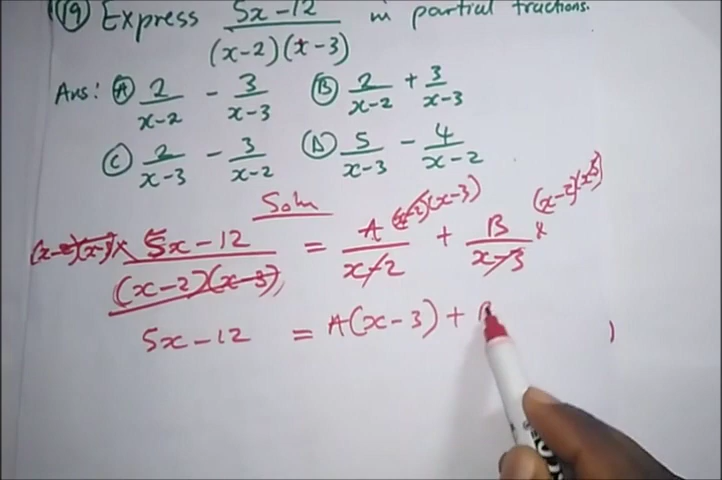 (19) Express (5x-12)/((x-2)(x-3)) in partial fractions.
Ans: (A) 2/(x-2) - 3/(x-3) (B) 2/(x-2) + 3/(x-3)
(C) 2/(x-3) - 3/(x-2) (D) 5/(x-3) - 4/(x-2)
Soln
(x-2)(x-3) × (5x-12)/((x-2)(x-3)) = A/(x-2) (x-2)(x-3) + B/(x-3) × (x-2)(x-3)
5x-12 = A(x-3) + B